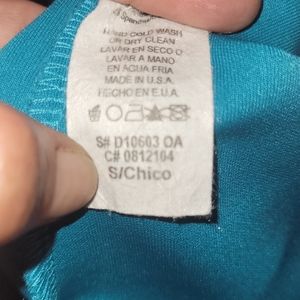 HAND COLD WASH
OR DRY CLEAN
LAVAR EN SECO O
LAVAR A MANO
EN AGUA FRIA
MADE IN U.S.A.
HECHO EN E.U.A.
S# D10603 OA
C# 0812104
S/Chico